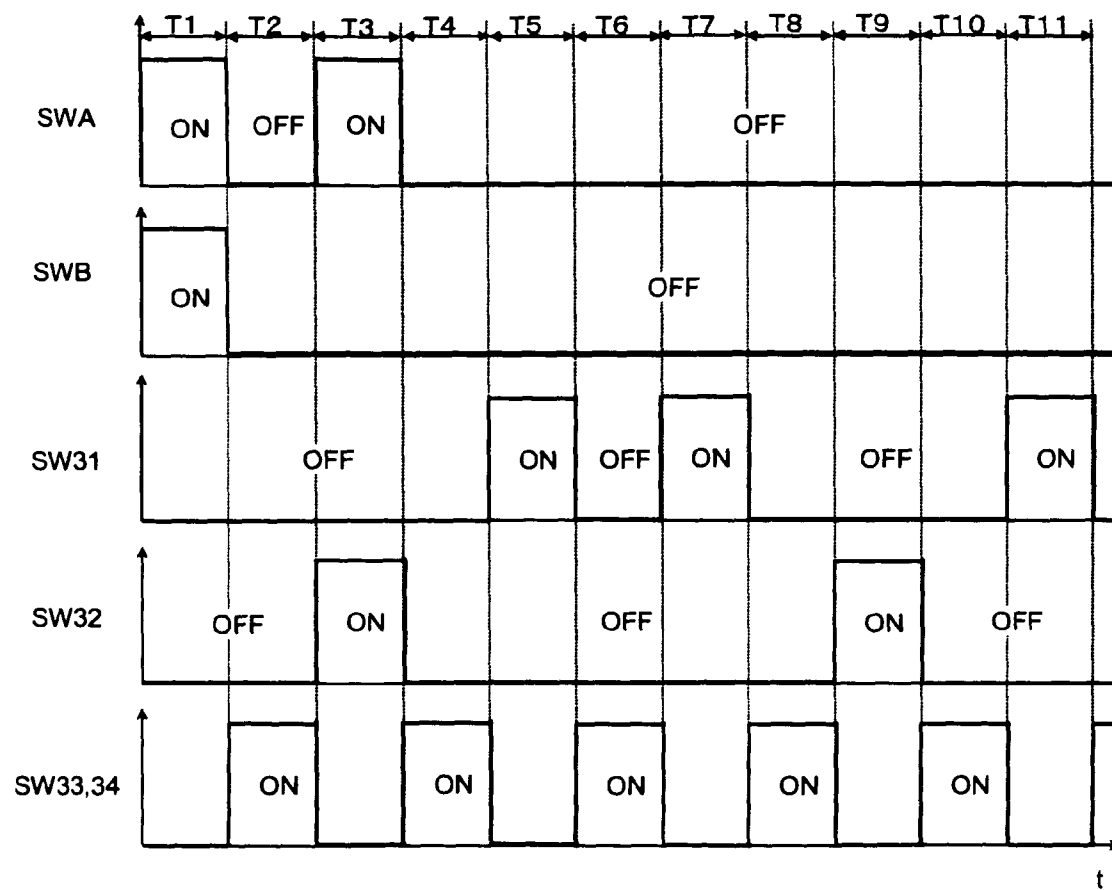 T1 T2 T3 T4 T5 T6 T7 T8 T9 T10 T11
SWA ON OFF ON OFF
SWB ON OFF
SW31 OFF ON OFF ON OFF ON
SW32 OFF ON OFF ON OFF
SW33,34 ON ON ON ON ON
t